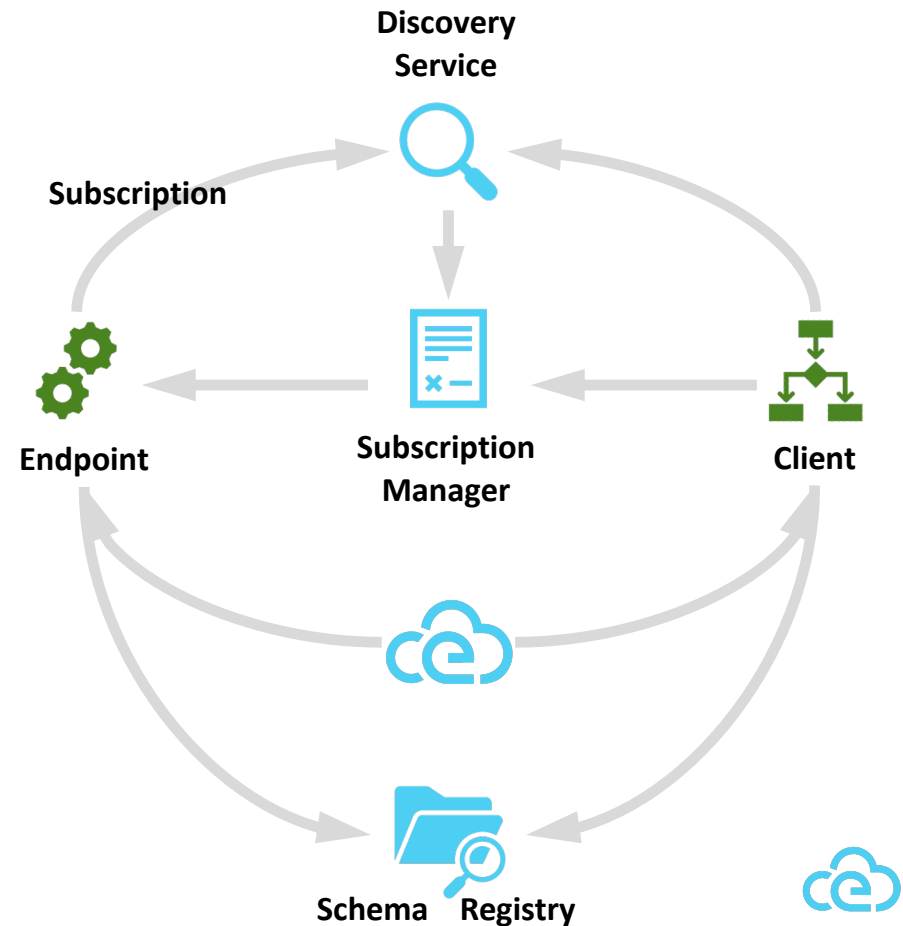 Discovery
Service
Subscription
Endpoint
Subscription
Manager
Client
Schema Registry